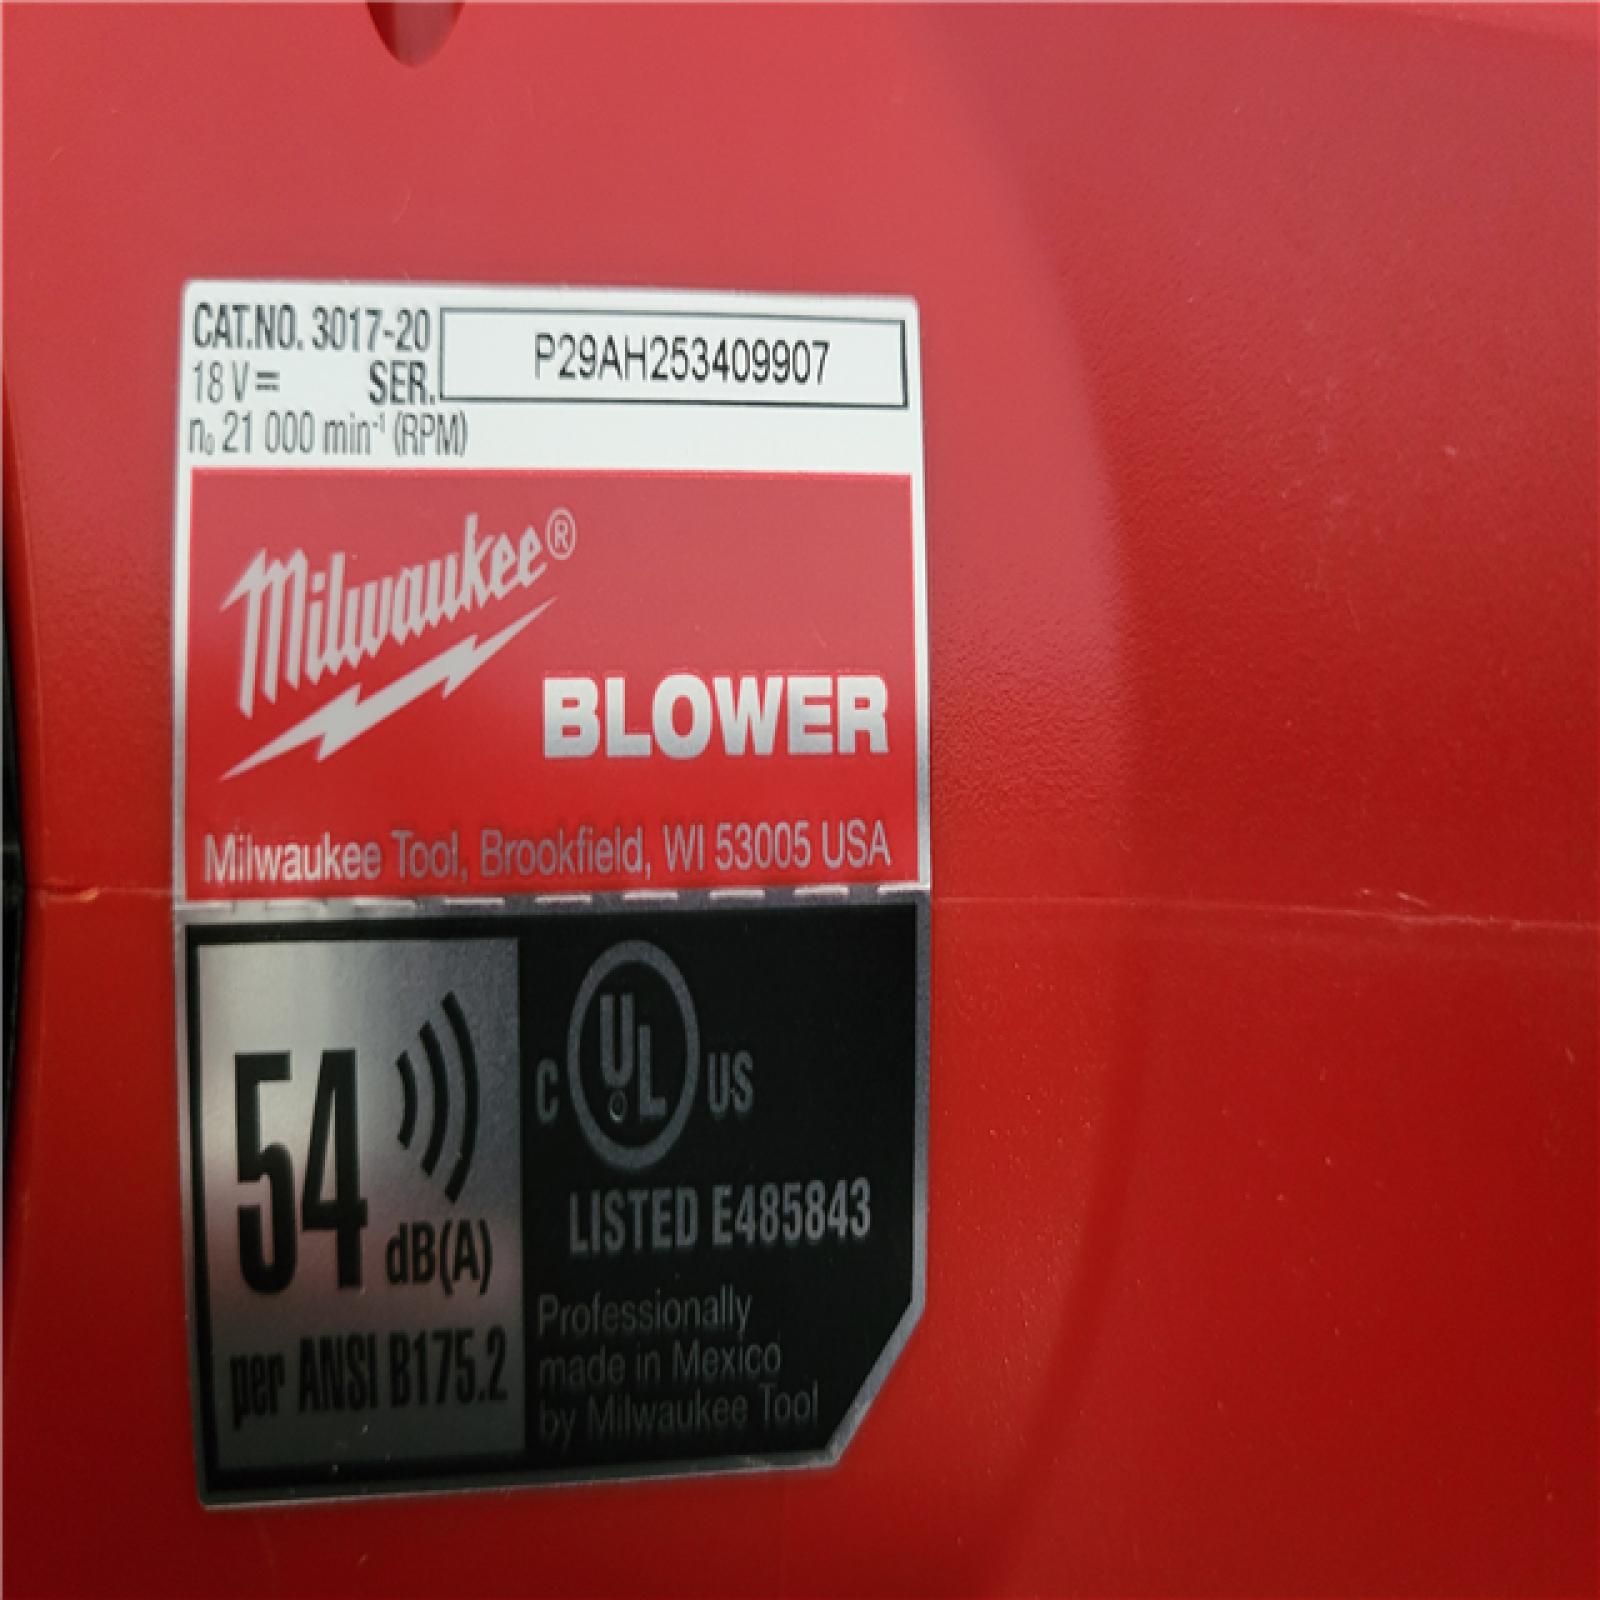 CAT.NO. 3017-20
18 V⎓ SER. P29AH253409907
n₀ 21 000 min⁻¹ (RPM)
Milwaukee®
BLOWER
Milwaukee Tool, Brookfield, WI 53005 USA
54 dB(A)
per ANSI B175.2
C UL US
LISTED E485843
Professionally
made in Mexico
by Milwaukee Tool